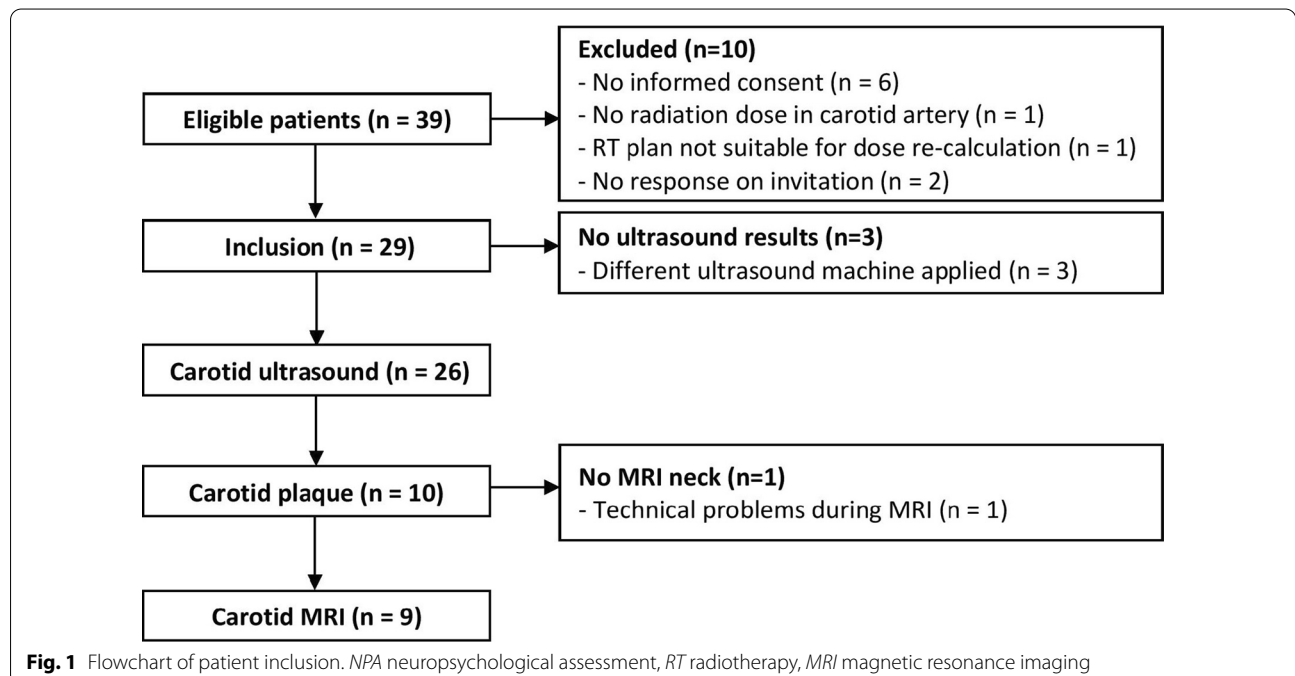 Eligible patients (n = 39)
Excluded (n=10)
- No informed consent (n = 6)
- No radiation dose in carotid artery (n = 1)
- RT plan not suitable for dose re-calculation (n = 1)
- No response on invitation (n = 2)
Inclusion (n = 29)
No ultrasound results (n=3)
- Different ultrasound machine applied (n = 3)
Carotid ultrasound (n = 26)
Carotid plaque (n = 10)
No MRI neck (n=1)
- Technical problems during MRI (n = 1)
Carotid MRI (n = 9)
Fig. 1 Flowchart of patient inclusion. NPA neuropsychological assessment, RT radiotherapy, MRI magnetic resonance imaging